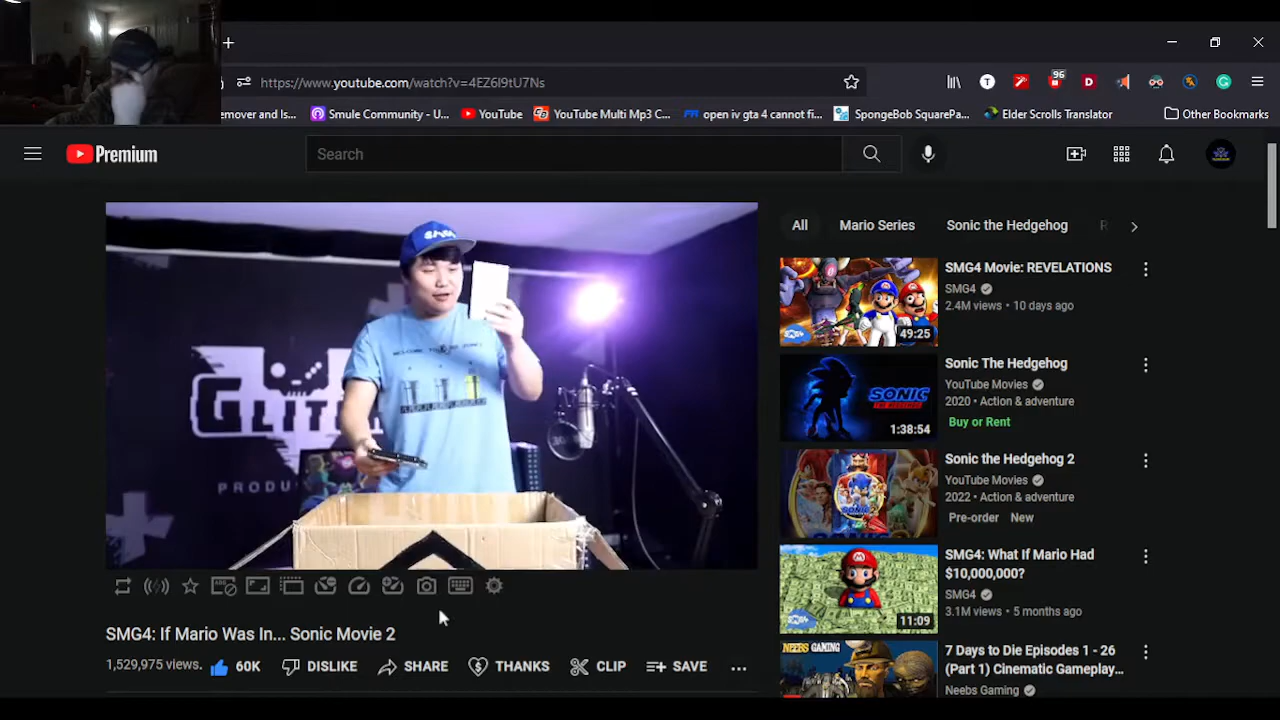 https://www.youtube.com/watch?v=4EZ6I9tU7Ns
96
emover and Is...
Smule Community - U...
YouTube
YouTube Multi Mp3 C...
open iv gta 4 cannot fi...
SpongeBob SquarePa...
Elder Scrolls Translator
Other Bookmarks
Premium
Search
All
Mario Series
Sonic the Hedgehog
R
SMG4
PRODU
SMG4 Movie: REVELATIONS
SMG4
2.4M views • 10 days ago
49:25
Sonic The Hedgehog
YouTube Movies
2020 • Action & adventure
Buy or Rent
SONIC
1:38:54
Sonic the Hedgehog 2
YouTube Movies
2022 • Action & adventure
Pre-order New
SMG4: What If Mario Had
$10,000,000?
SMG4
3.1M views • 5 months ago
11:09
7 Days to Die Episodes 1 - 26
(Part 1) Cinematic Gameplay...
Neebs Gaming
NEEBS GAMING
SMG4: If Mario Was In... Sonic Movie 2
1,529,975 views.
60K
DISLIKE
SHARE
THANKS
CLIP
SAVE